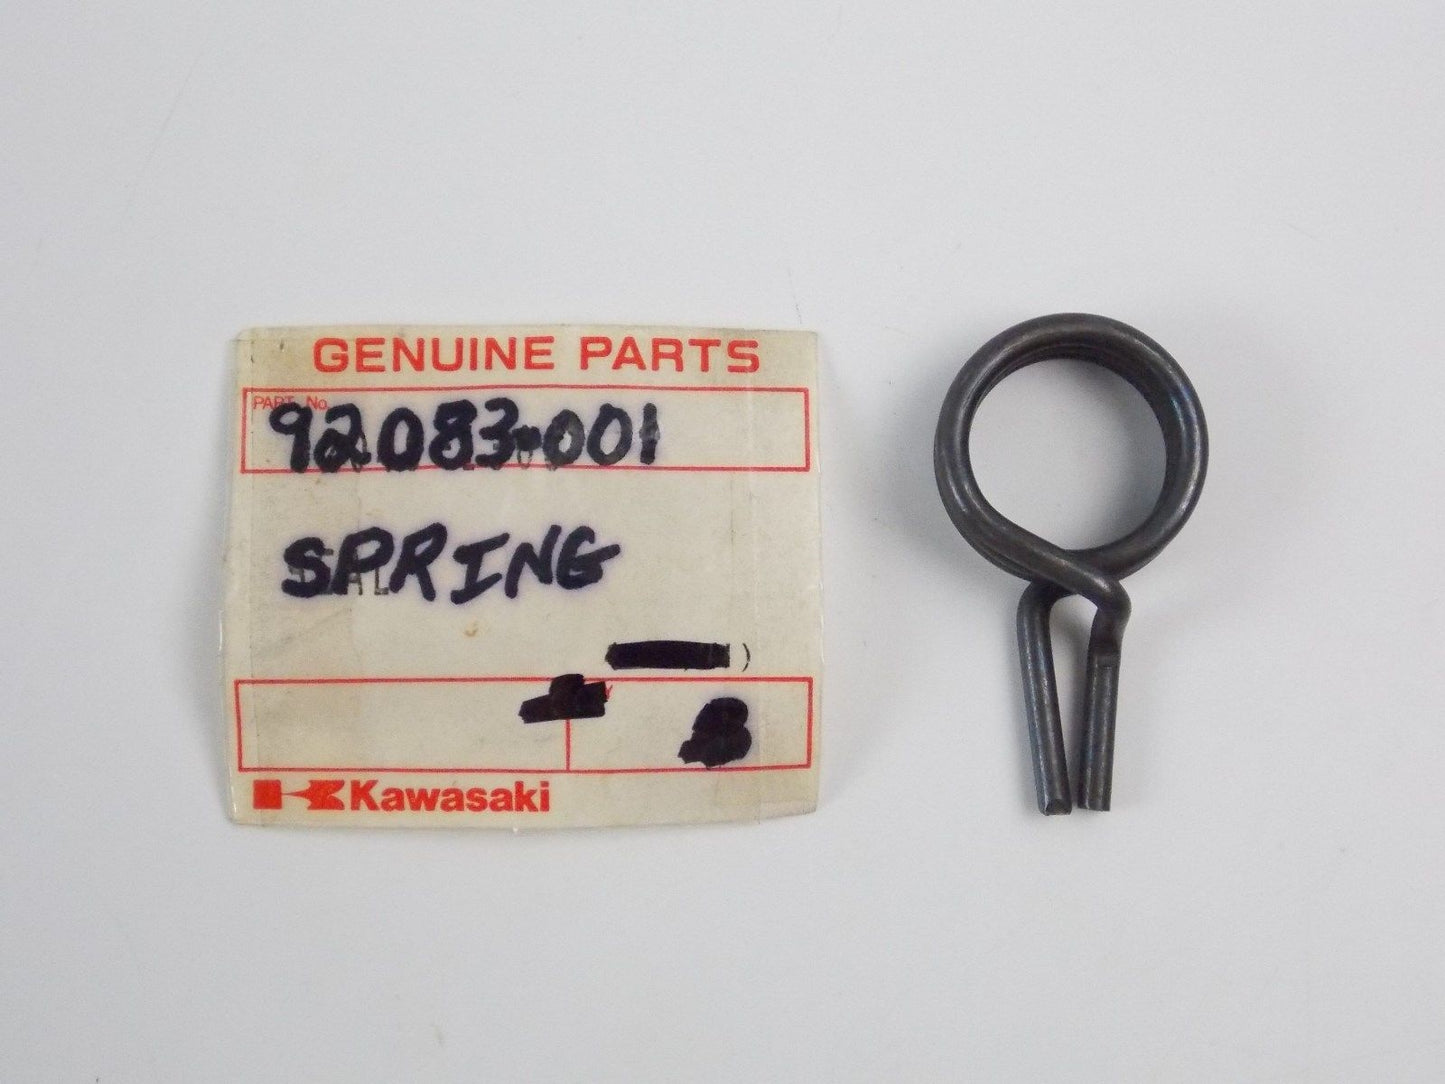 GENUINE PARTS
PART No.
92083-001
SPRING
)
Kawasaki